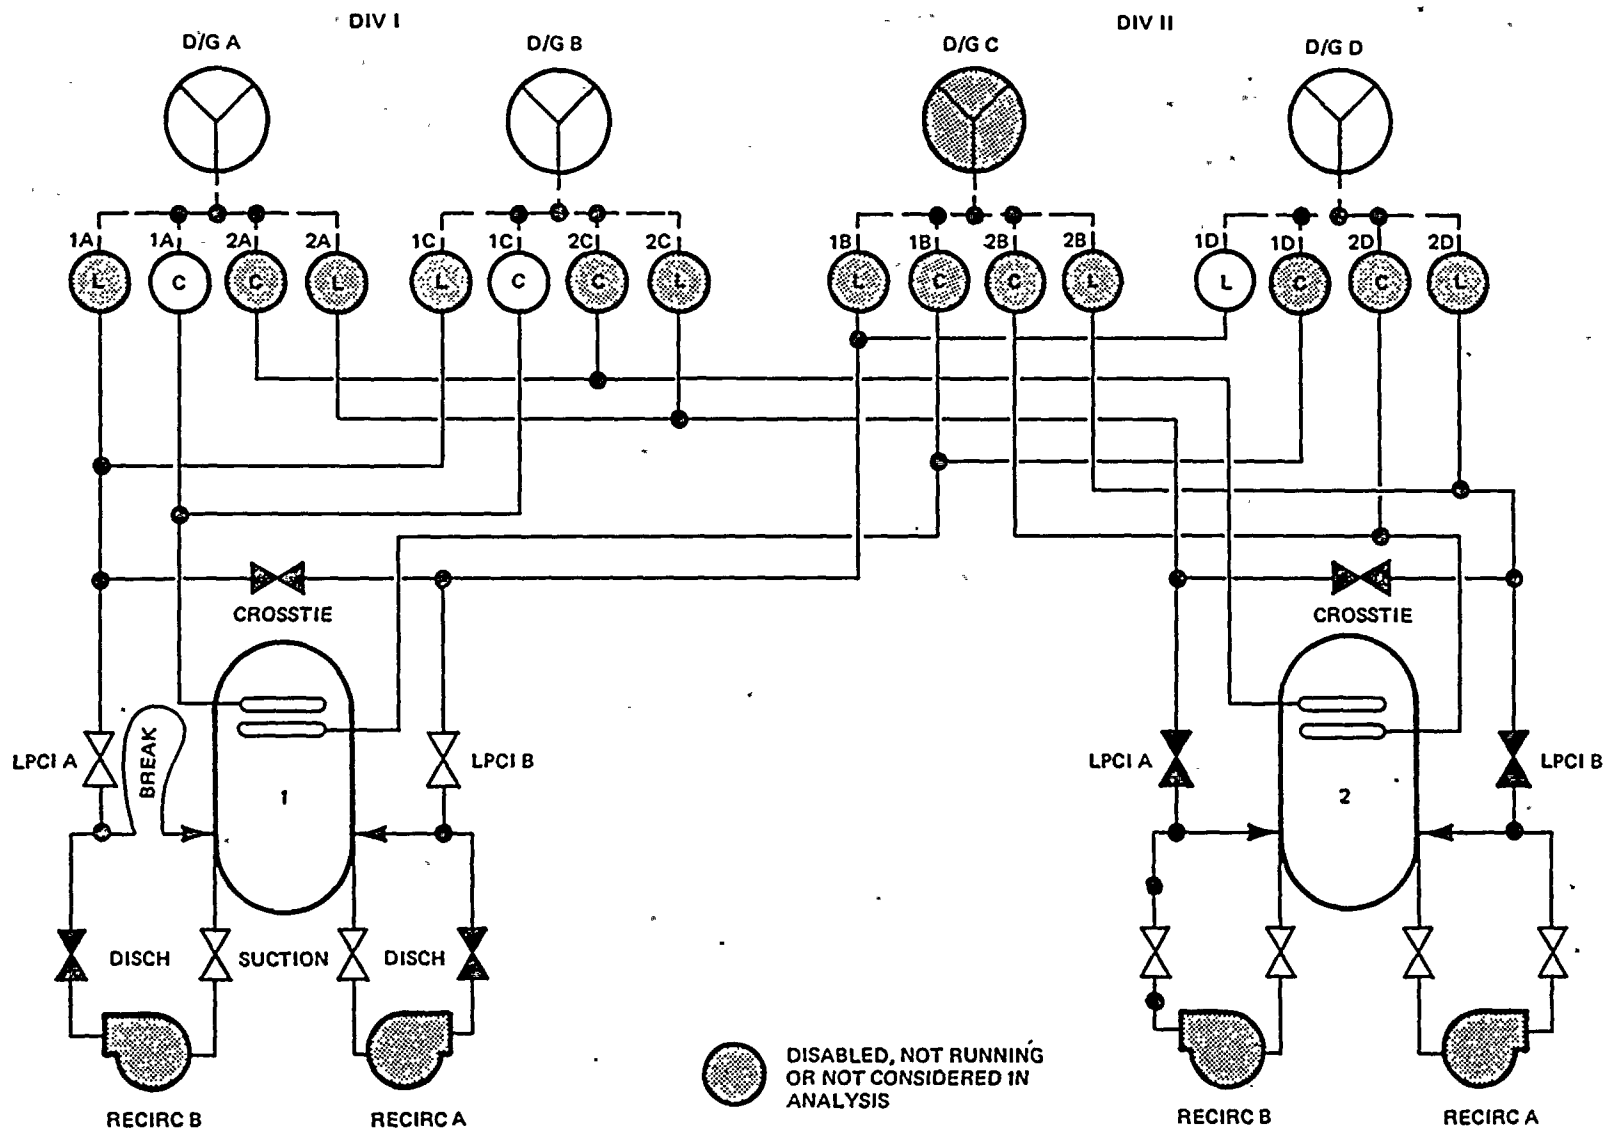 DIV I
DIV II
D/G A
D/G B
D/G C
D/G D
1A 1A 2A 2A 1C 1C 2C 2C 1B 1B 2B 2B 1D 1D 2D 2D
L C C L L C C L L C C L L C C L
CROSSTIE
CROSSTIE
LPCI A
BREAK
LPCI B
LPCI A
LPCI B
1
2
DISCH
SUCTION
DISCH
RECIRC B
RECIRC A
DISABLED, NOT RUNNING
OR NOT CONSIDERED IN
ANALYSIS
RECIRC B
RECIRC A